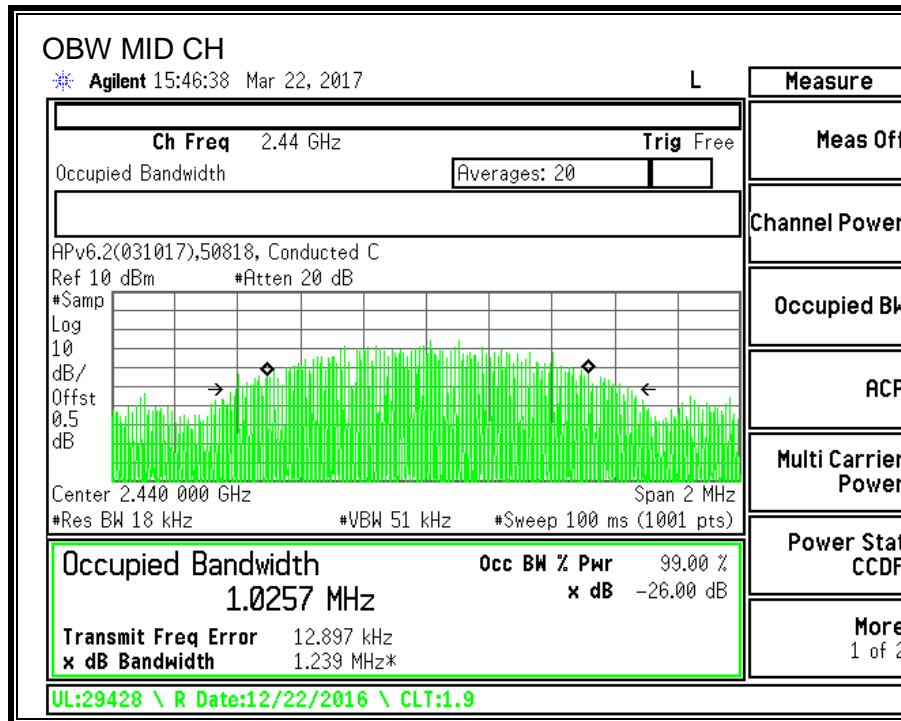 OBW MID CH
Agilent 15:46:38 Mar 22, 2017 L
Ch Freq 2.44 GHz Trig Free
Occupied Bandwidth Averages: 20
APv6.2(031017),50818, Conducted C
Ref 10 dBm #Atten 20 dB
#Samp
Log
10
dB/
Offst
0.5
dB
Center 2.440 000 GHz Span 2 MHz
#Res BW 18 kHz #VBW 51 kHz #Sweep 100 ms (1001 pts)
Occupied Bandwidth Occ BW % Pwr 99.00 %
1.0257 MHz x dB -26.00 dB
Transmit Freq Error 12.897 kHz
x dB Bandwidth 1.239 MHz*
UL:29428 \ R Date:12/22/2016 \ CLT:1.9
Measure
Meas Off
Channel Power
Occupied BW
ACP
Multi Carrier
Power
Power Stat
CCDF
More
1 of 2